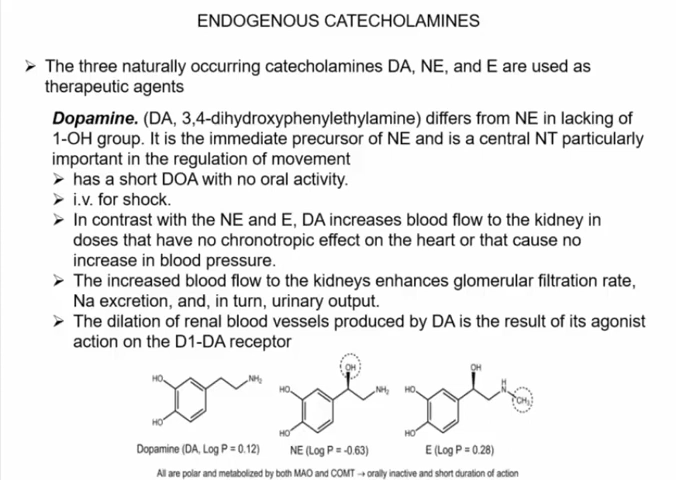 ENDOGENOUS CATECHOLAMINES
➤ The three naturally occurring catecholamines DA, NE, and E are used as
therapeutic agents
Dopamine. (DA, 3,4-dihydroxyphenylethylamine) differs from NE in lacking of
1-OH group. It is the immediate precursor of NE and is a central NT particularly
important in the regulation of movement
➤ has a short DOA with no oral activity.
➤ i.v. for shock.
➤ In contrast with the NE and E, DA increases blood flow to the kidney in
doses that have no chronotropic effect on the heart or that cause no
increase in blood pressure.
➤ The increased blood flow to the kidneys enhances glomerular filtration rate,
Na excretion, and, in turn, urinary output.
➤ The dilation of renal blood vessels produced by DA is the result of its agonist
action on the D1-DA receptor
HO NH₂
HO
OH
HO NH₂
HO
OH
HO H
N
CH₃
HO
Dopamine (DA, Log P = 0.12) NE (Log P = -0.63) E (Log P = 0.28)
All are polar and metabolized by both MAO and COMT → orally inactive and short duration of action